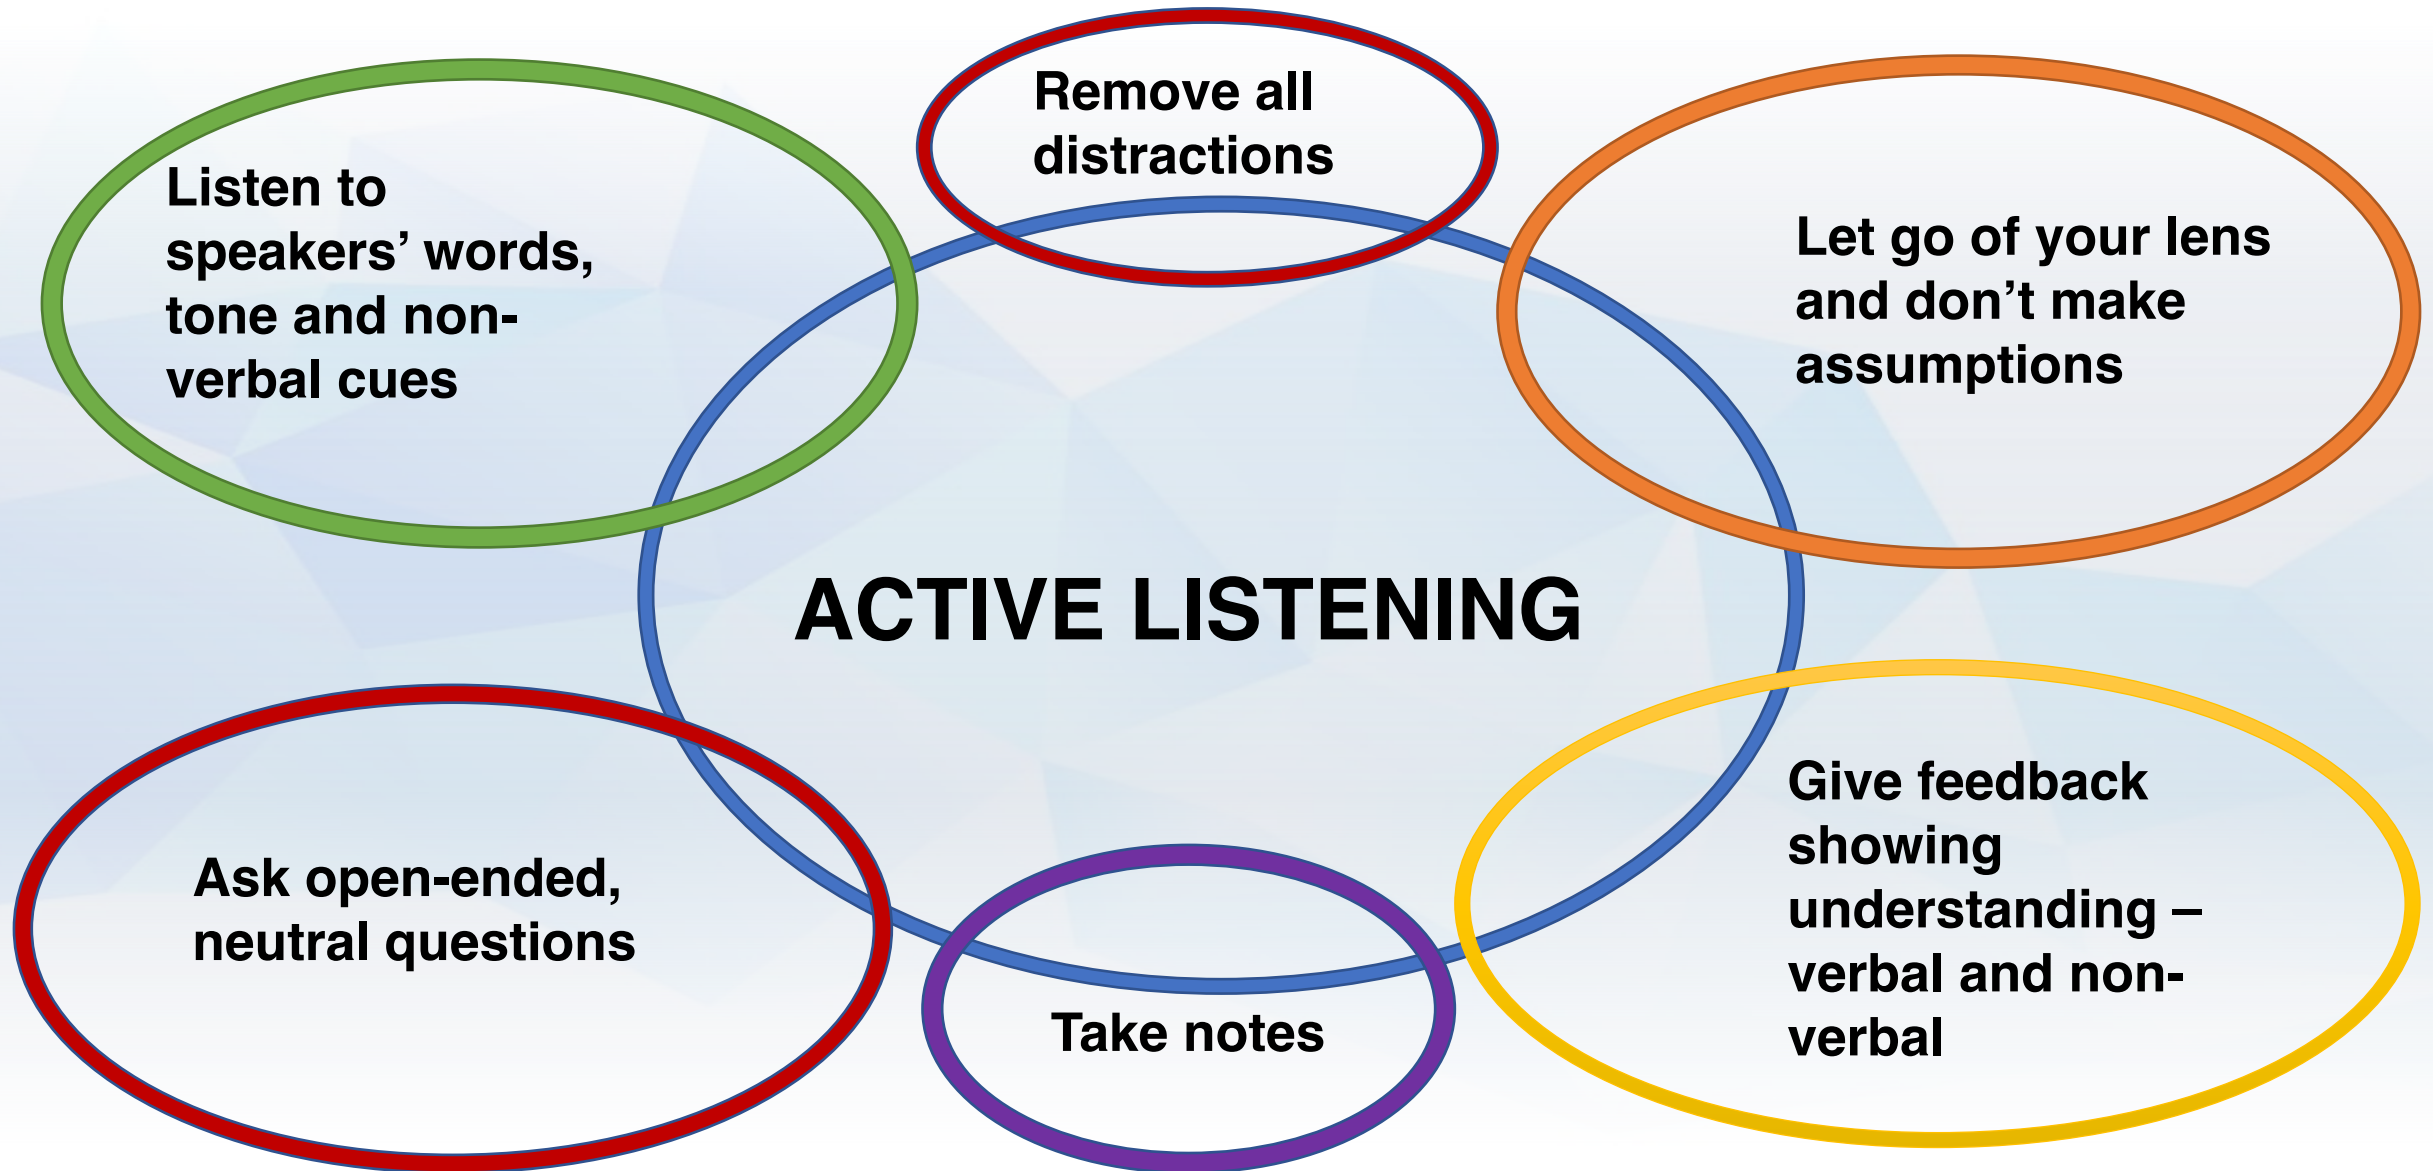 Remove all
distractions
Listen to
speakers’ words,
tone and non-
verbal cues
Let go of your lens
and don’t make
assumptions
ACTIVE LISTENING
Ask open-ended,
neutral questions
Take notes
Give feedback
showing
understanding –
verbal and non-
verbal